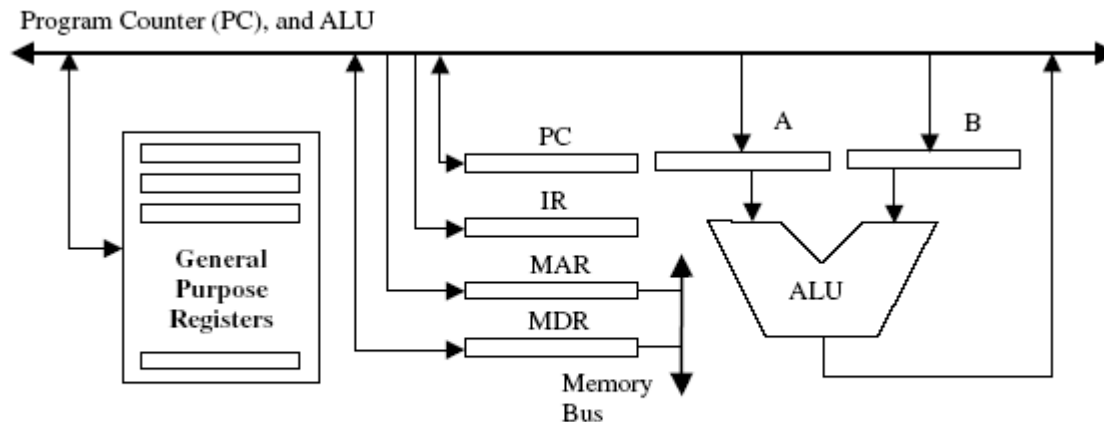 Program Counter (PC), and ALU
A
B
PC
IR
General
Purpose
Registers
MAR
ALU
MDR
Memory
Bus